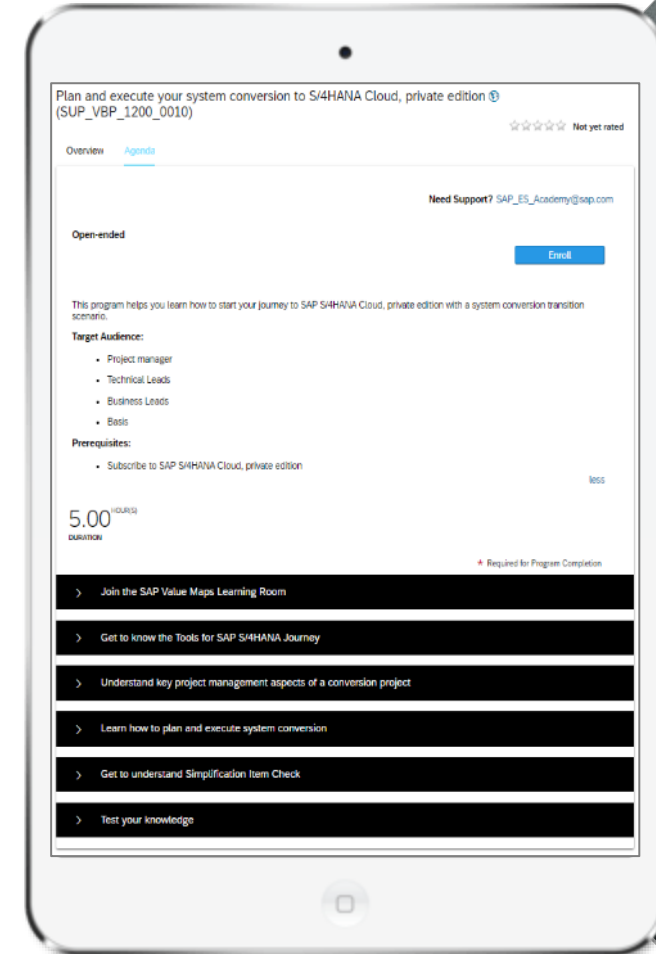 Plan and execute your system conversion to S/4HANA Cloud, private edition
(SUP_VBP_1200_0010)
Not yet rated
Overview Agenda
Need Support? SAP_ES_Academy@sap.com
Open-ended
Enroll
This program helps you learn how to start your journey to SAP S/4HANA Cloud, private edition with a system conversion transition
scenario.
Target Audience:
• Project manager
• Technical Leads
• Business Leads
• Basis
Prerequisites:
• Subscribe to SAP S/4HANA Cloud, private edition
less
5.00 HOUR(S)
DURATION
* Required for Program Completion
> Join the SAP Value Maps Learning Room
> Get to know the Tools for SAP S/4HANA Journey
> Understand key project management aspects of a conversion project
> Learn how to plan and execute system conversion
> Get to understand Simplification Item Check
> Test your knowledge